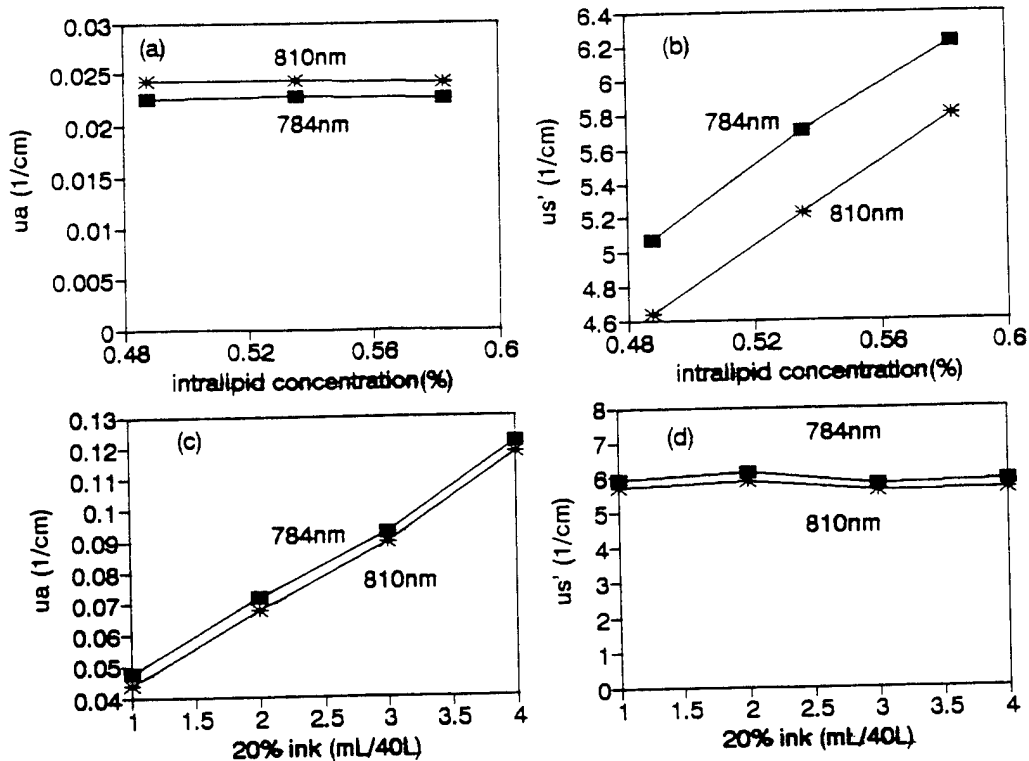 (a)
810nm
784nm
ua (1/cm)
0.03
0.025
0.02
0.015
0.01
0.005
0
0.48
0.52
0.56
0.6
intralipid concentration(%)
(b)
784nm
810nm
us' (1/cm)
6.4
6.2
6
5.8
5.6
5.4
5.2
5
4.8
4.6
0.48
0.52
0.56
0.6
intralipid concentration(%)
(c)
784nm
810nm
ua (1/cm)
0.13
0.12
0.11
0.1
0.09
0.08
0.07
0.06
0.05
0.04
1
1.5
2
2.5
3
3.5
4
20% ink (mL/40L)
(d)
784nm
810nm
us' (1/cm)
8
7
6
5
4
3
2
1
0
1
1.5
2
2.5
3
3.5
4
20% ink (mL/40L)